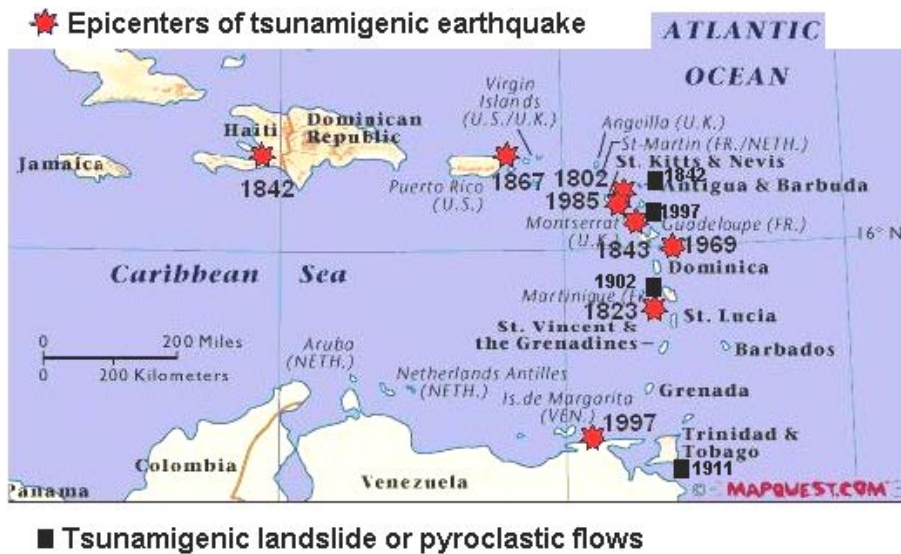 Epicenters of tsunamigenic earthquake
ATLANTIC
OCEAN
Virgin
Islands
(U.S./U.K.)
Haiti
Dominican
Republic
Jamaica
1842
Puerto Rico
(U.S.)
1867
Anguilla (U.K.)
St-Martin (FR./NETH.)
St. Kitts & Nevis
1802
1842
Antigua & Barbuda
1985
1997
Montserrat
(U.K.)
Guadeloupe (FR.)
1843
1969
16° N
Dominica
Caribbean Sea
1902
Martinique
1823
St. Lucia
St. Vincent &
the Grenadines
Barbados
0 200 Miles
0 200 Kilometers
Aruba
(NETH.)
Netherlands Antilles
(NETH.)
Grenada
Is. de Margarita
(VEN.)
1997
Trinidad &
Tobago
1911
Colombia
Venezuela
Panama
© MAPQUEST.COM
Tsunamigenic landslide or pyroclastic flows